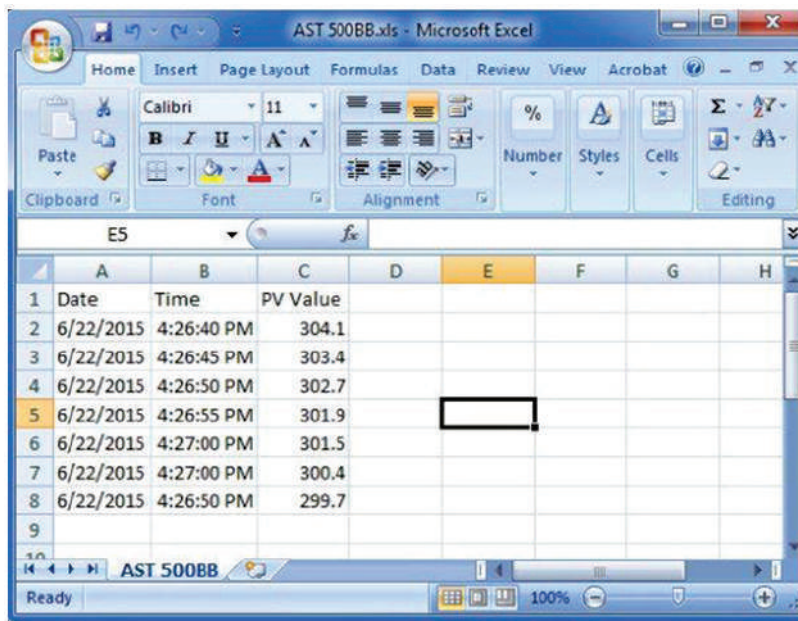 AST 500BB.xls - Microsoft Excel
Home Insert Page Layout Formulas Data Review View Acrobat
Calibri 11
B I U A A
Paste
%
Number Styles Cells
Clipboard Font Alignment Editing
E5 fx
A B C D E F G H
1 Date Time PV Value
2 6/22/2015 4:26:40 PM 304.1
3 6/22/2015 4:26:45 PM 303.4
4 6/22/2015 4:26:50 PM 302.7
5 6/22/2015 4:26:55 PM 301.9
6 6/22/2015 4:27:00 PM 301.5
7 6/22/2015 4:27:00 PM 300.4
8 6/22/2015 4:26:50 PM 299.7
9
10
AST 500BB
Ready 100%